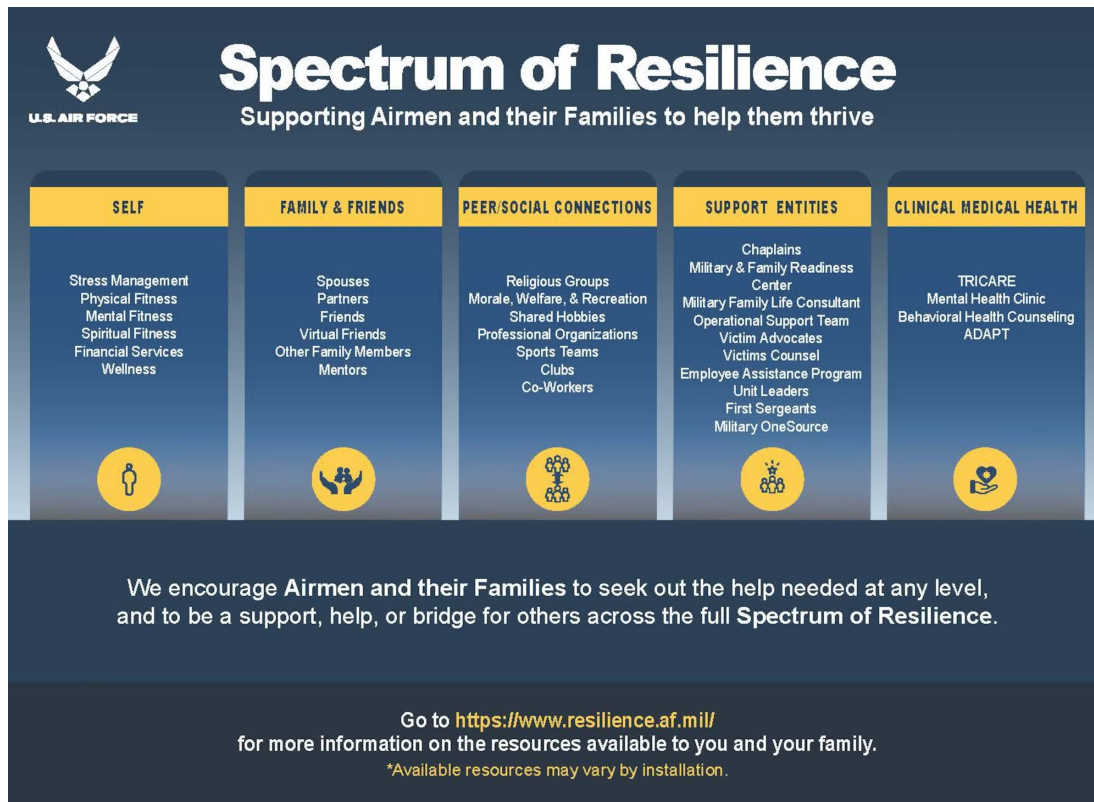 U.S. AIR FORCE
Spectrum of Resilience
Supporting Airmen and their Families to help them thrive
SELF
Stress Management
Physical Fitness
Mental Fitness
Spiritual Fitness
Financial Services
Wellness
FAMILY & FRIENDS
Spouses
Partners
Friends
Virtual Friends
Other Family Members
Mentors
PEER/SOCIAL CONNECTIONS
Religious Groups
Morale, Welfare, & Recreation
Shared Hobbies
Professional Organizations
Sports Teams
Clubs
Co-Workers
SUPPORT ENTITIES
Chaplains
Military & Family Readiness
Center
Military Family Life Consultant
Operational Support Team
Victim Advocates
Victims Counsel
Employee Assistance Program
Unit Leaders
First Sergeants
Military OneSource
CLINICAL MEDICAL HEALTH
TRICARE
Mental Health Clinic
Behavioral Health Counseling
ADAPT
We encourage Airmen and their Families to seek out the help needed at any level,
and to be a support, help, or bridge for others across the full Spectrum of Resilience.
Go to https://www.resilience.af.mil/
for more information on the resources available to you and your family.
*Available resources may vary by installation.